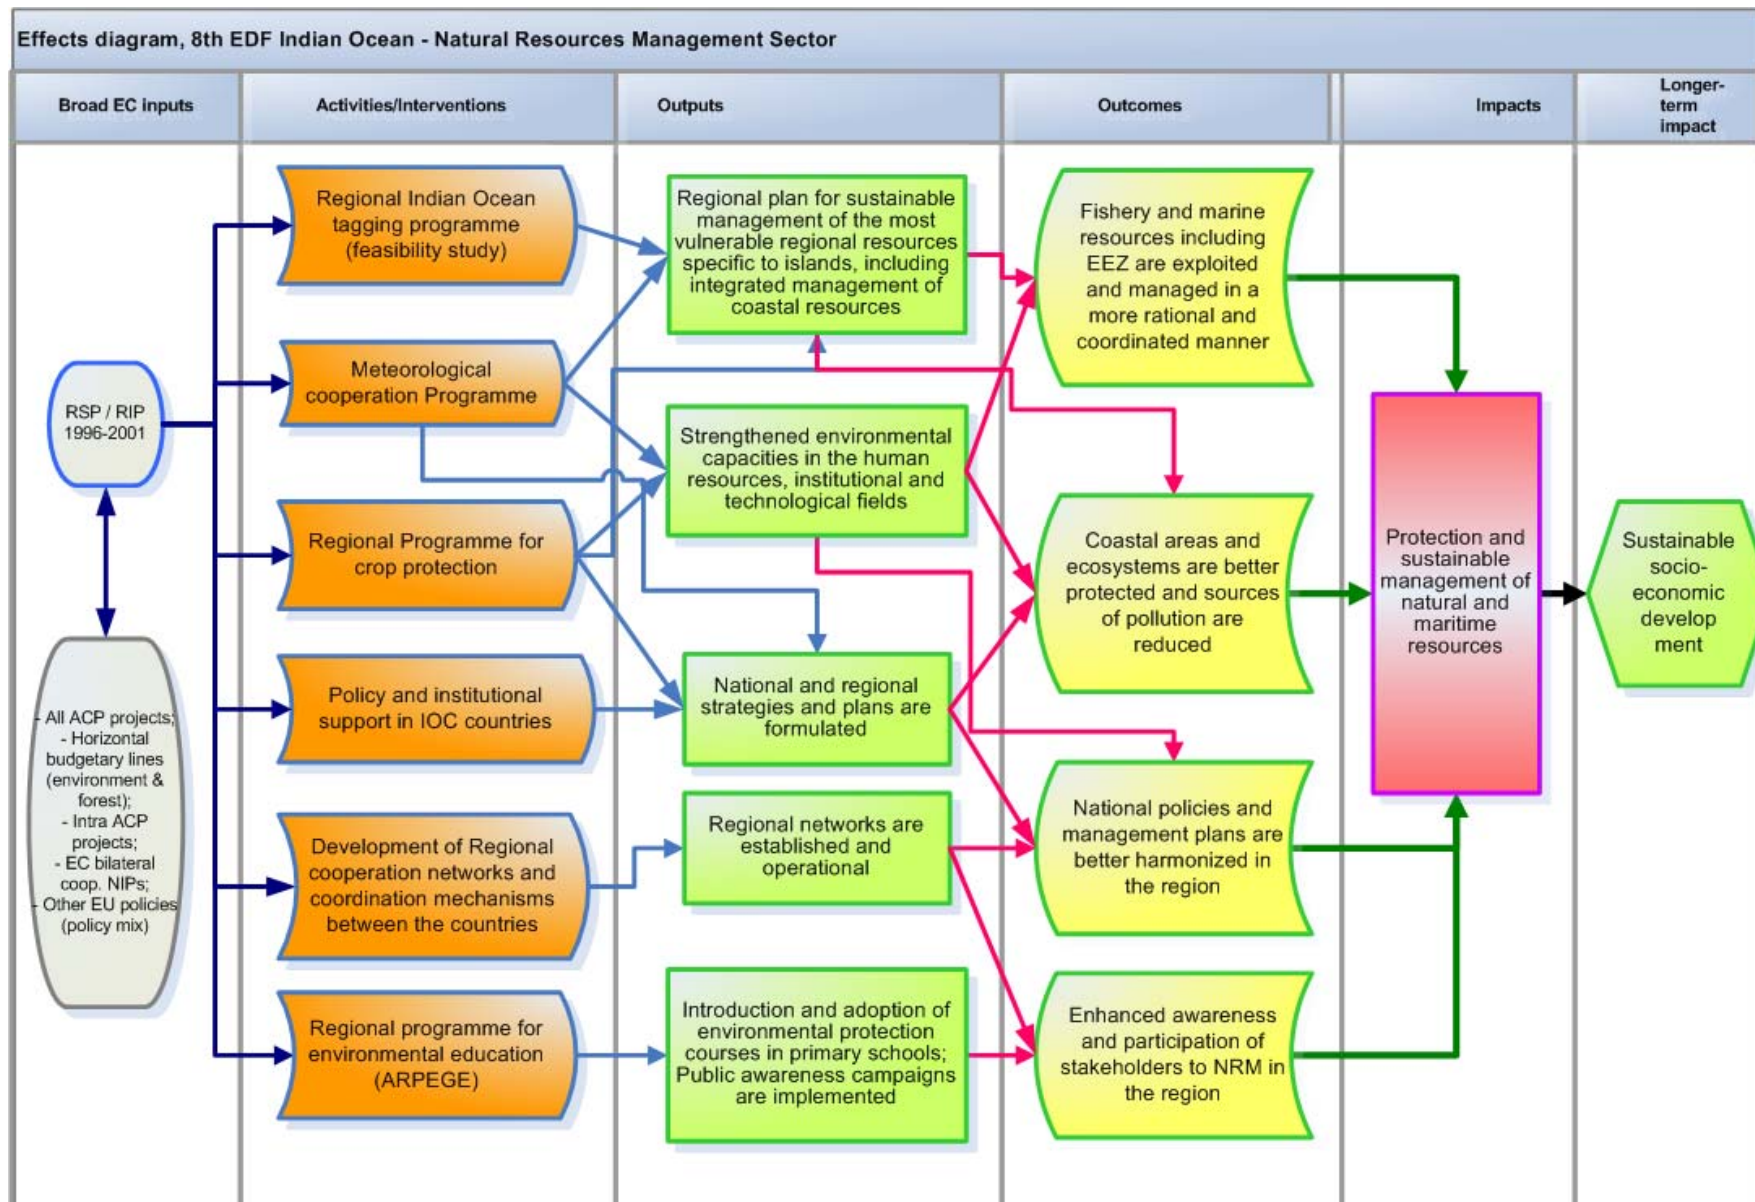 Effects diagram, 8th EDF Indian Ocean - Natural Resources Management Sector
Broad EC inputs
Activities/Interventions
Outputs
Outcomes
Impacts
Longer-
term
impact
RSP / RIP
1996-2001
- All ACP projects;
- Horizontal
budgetary lines
(environment &
forest);
- Intra ACP
projects;
- EC bilateral
coop. NIPs;
- Other EU policies
(policy mix)
Regional Indian Ocean
tagging programme
(feasibility study)
Meteorological
cooperation Programme
Regional Programme for
crop protection
Policy and institutional
support in IOC countries
Development of Regional
cooperation networks and
coordination mechanisms
between the countries
Regional programme for
environmental education
(ARPEGE)
Regional plan for sustainable
management of the most
vulnerable regional resources
specific to islands, including
integrated management of
coastal resources
Strengthened environmental
capacities in the human
resources, institutional and
technological fields
National and regional
strategies and plans are
formulated
Regional networks are
established and
operational
Introduction and adoption of
environmental protection
courses in primary schools;
Public awareness campaigns
are implemented
Fishery and marine
resources including
EEZ are exploited
and managed in a
more rational and
coordinated manner
Coastal areas and
ecosystems are better
protected and sources
of pollution are
reduced
National policies and
management plans are
better harmonized in
the region
Enhanced awareness
and participation of
stakeholders to NRM in
the region
Protection and
sustainable
management of
natural and
maritime
resources
Sustainable
socio-
economic
develop
ment